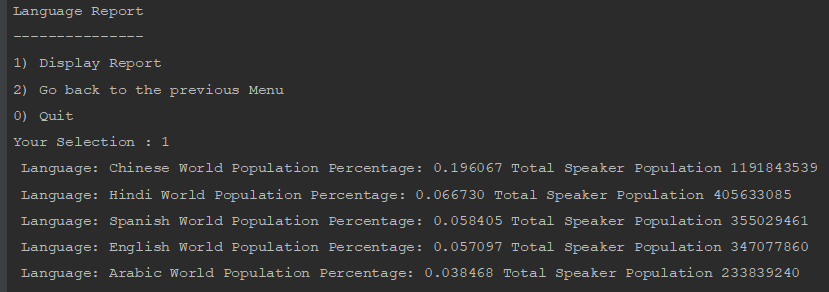 Language Report
---------------
1) Display Report
2) Go back to the previous Menu
0) Quit
Your Selection : 1
Language: Chinese World Population Percentage: 0.196067 Total Speaker Population 1191843539
Language: Hindi World Population Percentage: 0.066730 Total Speaker Population 405633085
Language: Spanish World Population Percentage: 0.058405 Total Speaker Population 355029461
Language: English World Population Percentage: 0.057097 Total Speaker Population 347077860
Language: Arabic World Population Percentage: 0.038468 Total Speaker Population 233839240